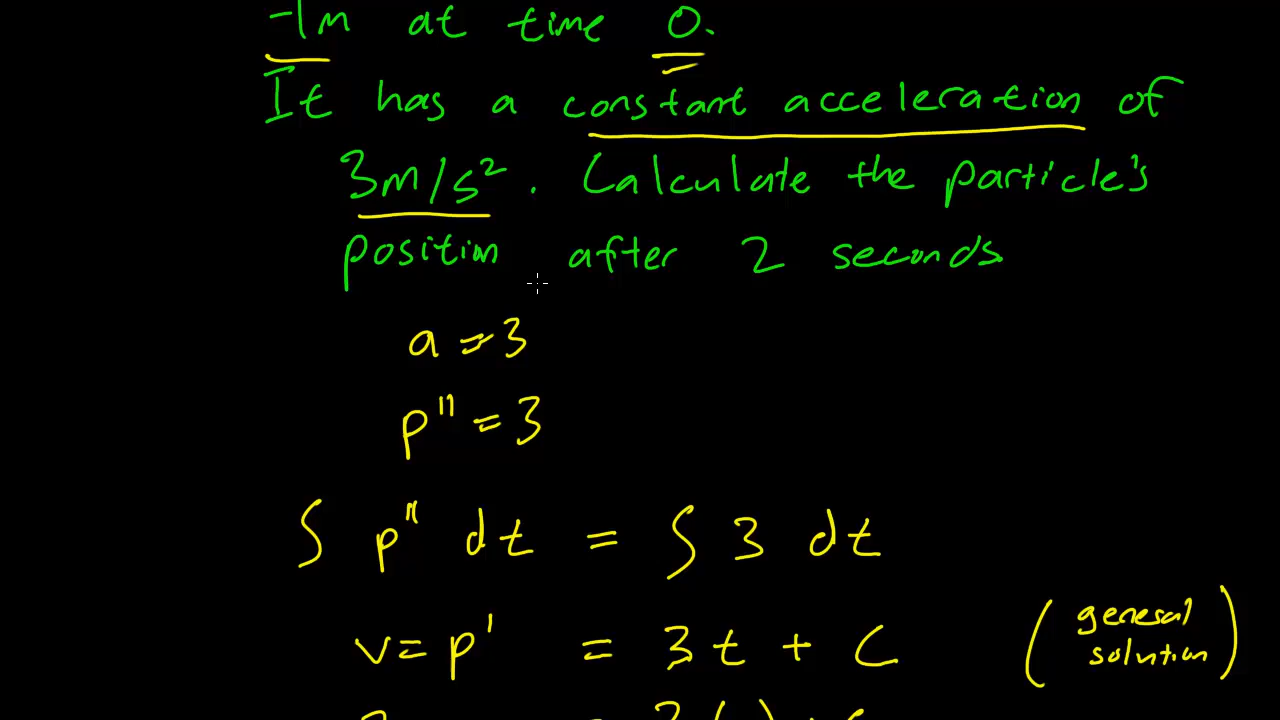 -1m at time 0.
It has a constant acceleration of
3m/s². Calculate the particle's
position after 2 seconds
a = 3
p'' = 3
∫ p'' dt = ∫ 3 dt
v = p' = 3t + C
(general
solution)